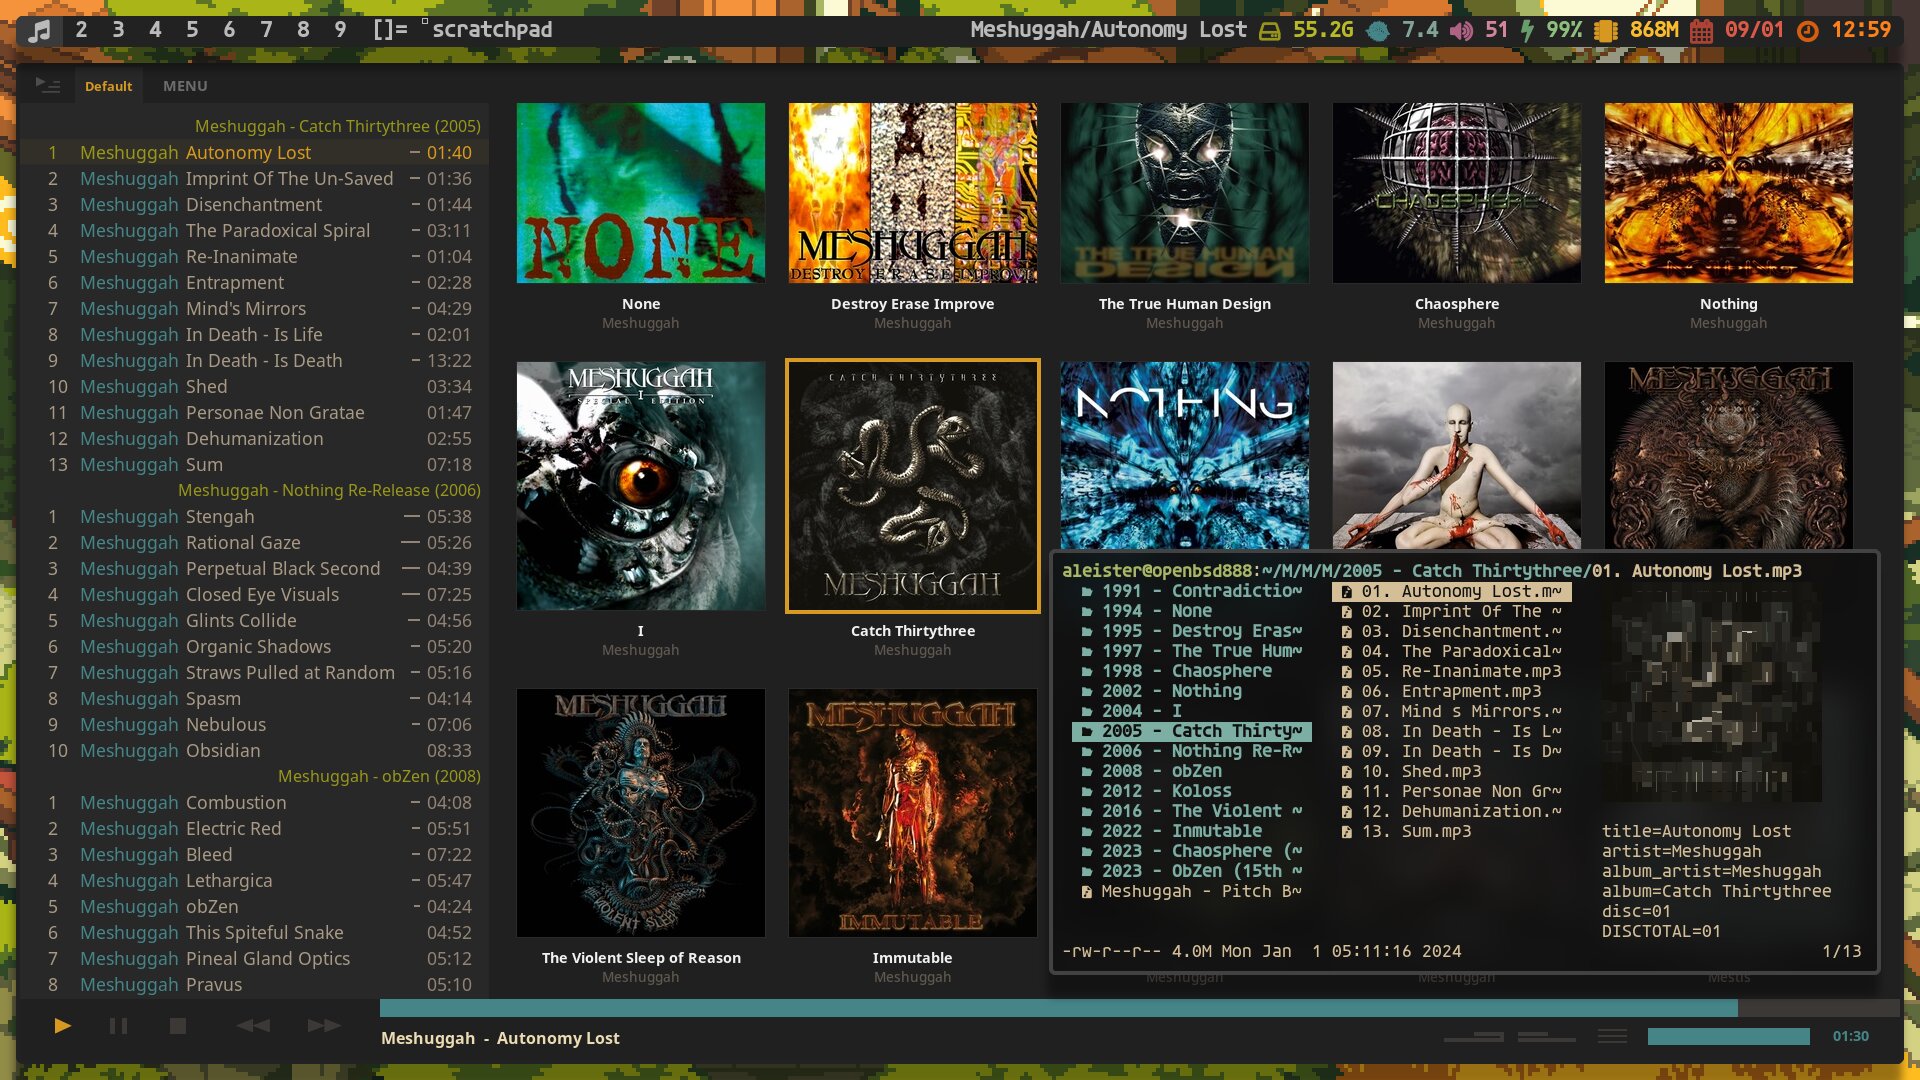 2 3 4 5 6 7 8 9 []= scratchpad
Meshuggah/Autonomy Lost 55.2G 7.4 51 99% 868M 09/01 12:59
Default MENU
Meshuggah - Catch Thirtythree (2005)
1 Meshuggah Autonomy Lost 01:40
2 Meshuggah Imprint Of The Un-Saved 01:36
3 Meshuggah Disenchantment 01:44
4 Meshuggah The Paradoxical Spiral 03:11
5 Meshuggah Re-Inanimate 01:04
6 Meshuggah Entrapment 02:28
7 Meshuggah Mind's Mirrors 04:29
8 Meshuggah In Death - Is Life 02:01
9 Meshuggah In Death - Is Death 13:22
10 Meshuggah Shed 03:34
11 Meshuggah Personae Non Gratae 01:47
12 Meshuggah Dehumanization 02:55
13 Meshuggah Sum 07:18
Meshuggah - Nothing Re-Release (2006)
1 Meshuggah Stengah 05:38
2 Meshuggah Rational Gaze 05:26
3 Meshuggah Perpetual Black Second 04:39
4 Meshuggah Closed Eye Visuals 07:25
5 Meshuggah Glints Collide 04:56
6 Meshuggah Organic Shadows 05:20
7 Meshuggah Straws Pulled at Random 05:16
8 Meshuggah Spasm 04:14
9 Meshuggah Nebulous 07:06
10 Meshuggah Obsidian 08:33
Meshuggah - obZen (2008)
1 Meshuggah Combustion 04:08
2 Meshuggah Electric Red 05:51
3 Meshuggah Bleed 07:22
4 Meshuggah Lethargica 05:47
5 Meshuggah obZen 04:24
6 Meshuggah This Spiteful Snake 04:52
7 Meshuggah Pineal Gland Optics 05:12
8 Meshuggah Pravus 05:10
NONE
MESHUGGAH
DESTROY ERASE IMPROVE
THE TRUE HUMAN
DESIGN
CHAOSPHERE
NOTHING
None
Meshuggah
Destroy Erase Improve
Meshuggah
The True Human Design
Meshuggah
Chaosphere
Meshuggah
Nothing
Meshuggah
MESHUGGAH
I
SPECIAL EDITION
CATCH THIRTYTHREE
MESHUGGAH
NOTHING
MESHUGGAH
I
Meshuggah
Catch Thirtythree
Meshuggah
MESHUGGAH
VIOLENT SLEEP
MESHUGGAH
IMMUTABLE
The Violent Sleep of Reason
Meshuggah
Immutable
Meshuggah
Meshuggah
Meshuggah
Mestis
aleister@openbsd888:~/M/M/M/2005 - Catch Thirtythree/01. Autonomy Lost.mp3
1991 - Contradictio~
1994 - None
1995 - Destroy Eras~
1997 - The True Hum~
1998 - Chaosphere
2002 - Nothing
2004 - I
2005 - Catch Thirty~
2006 - Nothing Re-R~
2008 - obZen
2012 - Koloss
2016 - The Violent ~
2022 - Inmutable
2023 - Chaosphere (~
2023 - ObZen (15th ~
Meshuggah - Pitch B~
01. Autonomy Lost.m~
02. Imprint Of The ~
03. Disenchantment.~
04. The Paradoxical~
05. Re-Inanimate.mp3
06. Entrapment.mp3
07. Mind s Mirrors.~
08. In Death - Is L~
09. In Death - Is D~
10. Shed.mp3
11. Personae Non Gr~
12. Dehumanization.~
13. Sum.mp3
title=Autonomy Lost
artist=Meshuggah
album_artist=Meshuggah
album=Catch Thirtythree
disc=01
DISCTOTAL=01
-rw-r--r-- 4.0M Mon Jan 1 05:11:16 2024 1/13
Meshuggah - Autonomy Lost
01:30